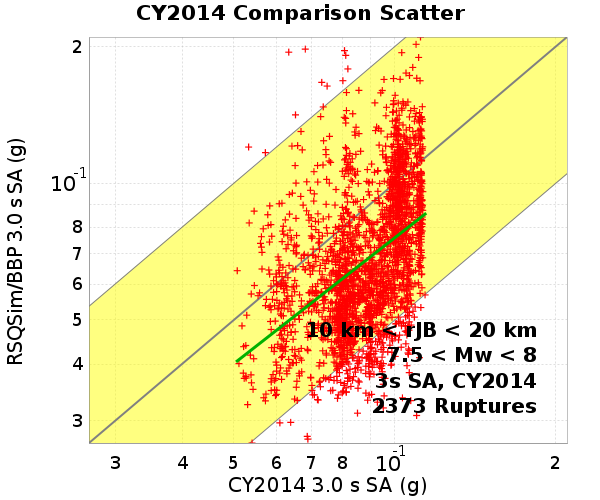 CY2014 Comparison Scatter
RSQSim/BBP 3.0 s SA (g)
2
10⁻¹
8
7
6
5
4
3
10 km < rJB < 20 km
7.5 < Mw < 8
3s SA, CY2014
2373 Ruptures
3 4 5 6 7 8 10⁻¹ 2
CY2014 3.0 s SA (g)